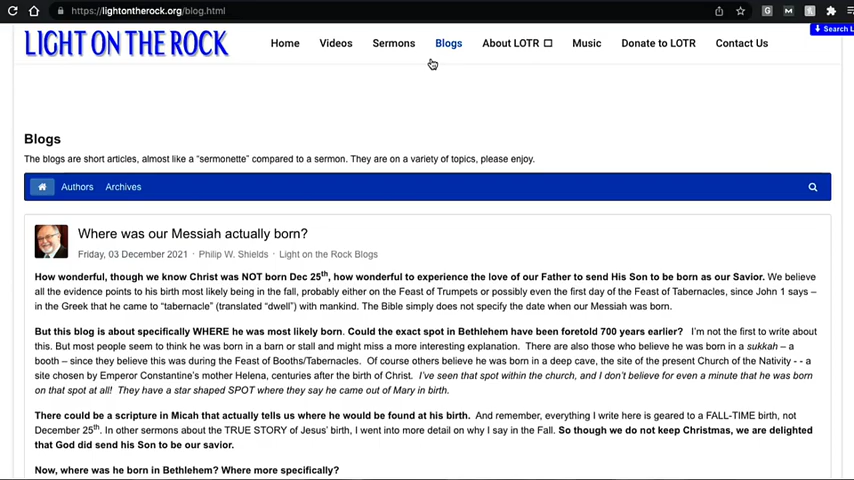 https://lightontherock.org/blog.html
LIGHT ON THE ROCK
Home Videos Sermons Blogs About LOTR Music Donate to LOTR Contact Us
Search L
Blogs
The blogs are short articles, almost like a “sermonette” compared to a sermon. They are on a variety of topics, please enjoy.
Authors Archives
Where was our Messiah actually born?
Friday, 03 December 2021 · Philip W. Shields · Light on the Rock Blogs
How wonderful, though we know Christ was NOT born Dec 25th, how wonderful to experience the love of our Father to send His Son to be born as our Savior. We believe
all the evidence points to his birth most likely being in the fall, probably either on the Feast of Trumpets or possibly even the first day of the Feast of Tabernacles, since John 1 says –
in the Greek that he came to “tabernacle” (translated “dwell”) with mankind. The Bible simply does not specify the date when our Messiah was born.
But this blog is about specifically WHERE he was most likely born. Could the exact spot in Bethlehem have been foretold 700 years earlier? I’m not the first to write about
this. But most people seem to think he was born in a barn or stall and might miss a more interesting explanation. There are also those who believe he was born in a sukkah – a
booth – since they believe this was during the Feast of Booths/Tabernacles. Of course others believe he was born in a deep cave, the site of the present Church of the Nativity - - a
site chosen by Emperor Constantine’s mother Helena, centuries after the birth of Christ. I’ve seen that spot within the church, and I don’t believe for even a minute that he was born
on that spot at all! They have a star shaped SPOT where they say he came out of Mary in birth.
There could be a scripture in Micah that actually tells us where he would be found at his birth. And remember, everything I write here is geared to a FALL-TIME birth, not
December 25th. In other sermons about the TRUE STORY of Jesus’ birth, I went into more detail on why I say in the Fall. So though we do not keep Christmas, we are delighted
that God did send his Son to be our savior.
Now, where was he born in Bethlehem? Where more specifically?